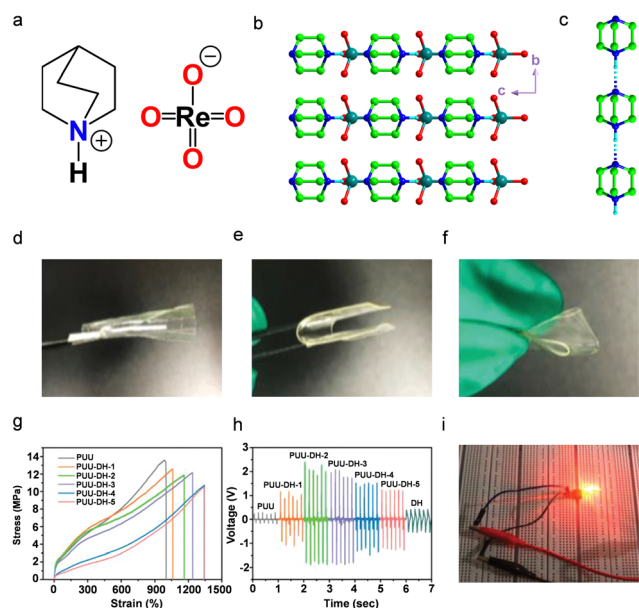 a
b
c
O ⊖
O=Re=O
O
N ⊕
H
b
c
d
e
f
g
h
i
PUU
PUU-DH-1
PUU-DH-2
PUU-DH-3
PUU-DH-4
PUU-DH-5
Stress (MPa)
16
14
12
10
8
6
4
2
0
0 300 600 900 1200 1500
Strain (%)
Voltage (V)
3
2
1
0
-1
-2
PUU
PUU-DH-1
PUU-DH-2
PUU-DH-3
PUU-DH-4
PUU-DH-5
DH
0 1 2 3 4 5 6 7
Time (sec)